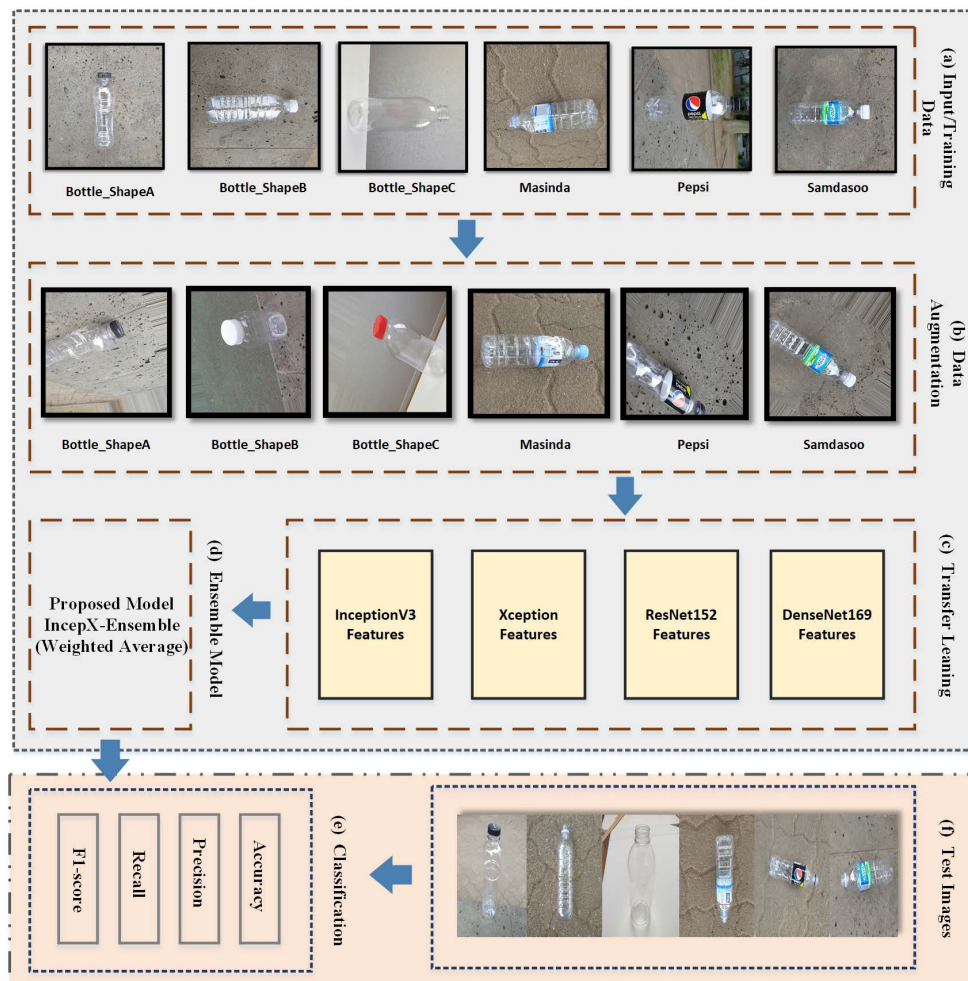 Bottle_ShapeA
Bottle_ShapeB
Bottle_ShapeC
Masinda
Pepsi
Samdasoo
(a) Input/Training
Data
Bottle_ShapeA
Bottle_ShapeB
Bottle_ShapeC
Masinda
Pepsi
Samdasoo
(b) Data
Augmentation
Proposed Model
IncepX-Ensemble
(Weighted Average)
(d) Ensemble Model
InceptionV3
Features
Xception
Features
ResNet152
Features
DenseNet169
Features
(c) Transfer Leaning
F1-score
Recall
Precision
Accuracy
(e) Classification
(f) Test Images